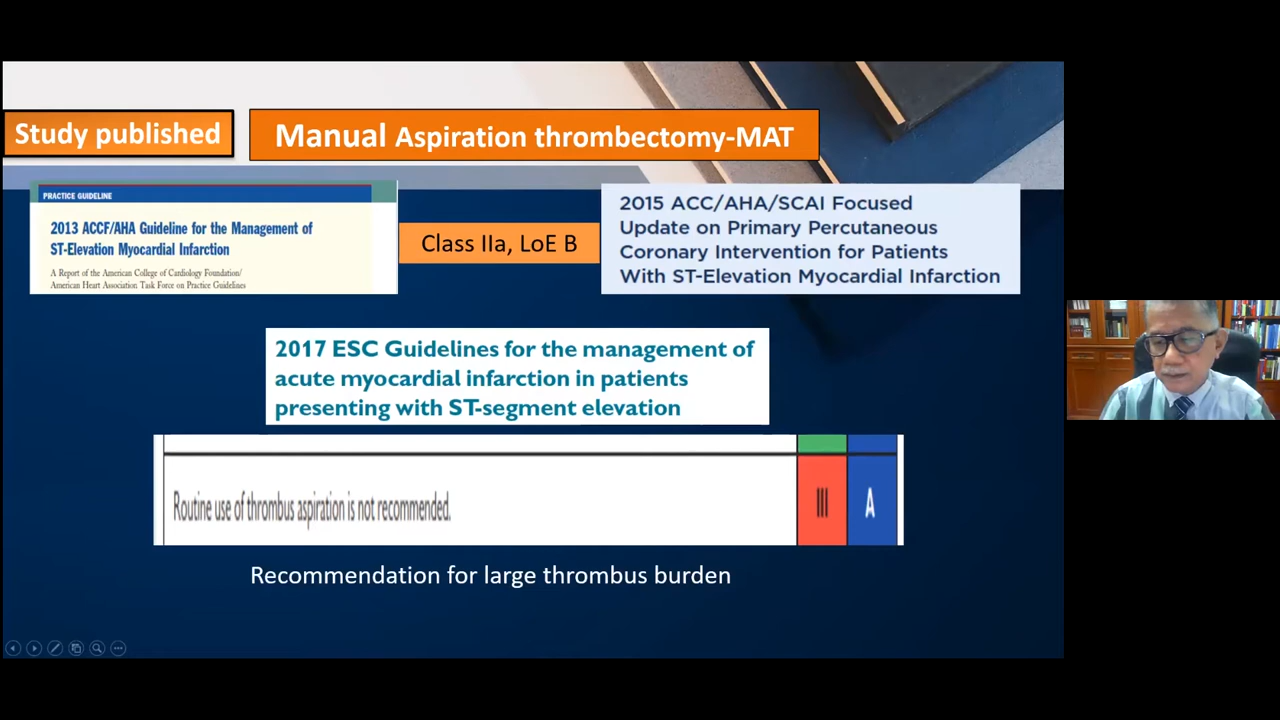 Study published
Manual Aspiration thrombectomy-MAT
PRACTICE GUIDELINE
2013 ACCF/AHA Guideline for the Management of
ST-Elevation Myocardial Infarction
A Report of the American College of Cardiology Foundation/
American Heart Association Task Force on Practice Guidelines
Class IIa, LoE B
2015 ACC/AHA/SCAI Focused
Update on Primary Percutaneous
Coronary Intervention for Patients
With ST-Elevation Myocardial Infarction
2017 ESC Guidelines for the management of
acute myocardial infarction in patients
presenting with ST-segment elevation
Routine use of thrombus aspiration is not recommended. III A
Recommendation for large thrombus burden